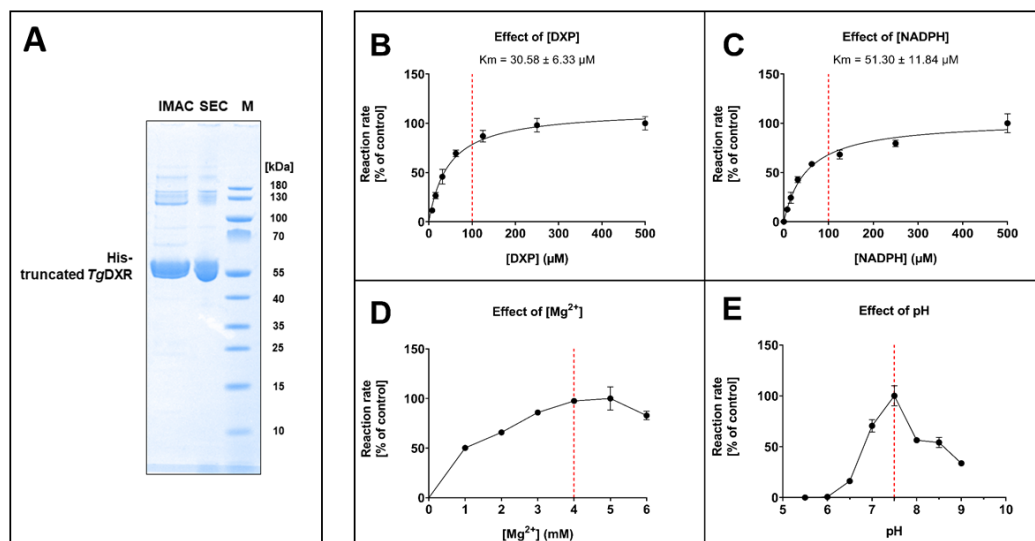 A
IMAC SEC M
[kDa]
180
130
100
70
His-
truncated TgDXR
55
40
35
25
15
10
B
Effect of [DXP]
Km = 30.58 ± 6.33 µM
Reaction rate
[% of control]
150
100
50
0
0 100 200 300 400 500
[DXP] (µM)
C
Effect of [NADPH]
Km = 51.30 ± 11.84 µM
Reaction rate
[% of control]
150
100
50
0
0 100 200 300 400 500
[NADPH] (µM)
D
Effect of [Mg²⁺]
Reaction rate
[% of control]
150
100
50
0
0 1 2 3 4 5 6
[Mg²⁺] (mM)
E
Effect of pH
Reaction rate
[% of control]
150
100
50
0
5 6 7 8 9 10
pH